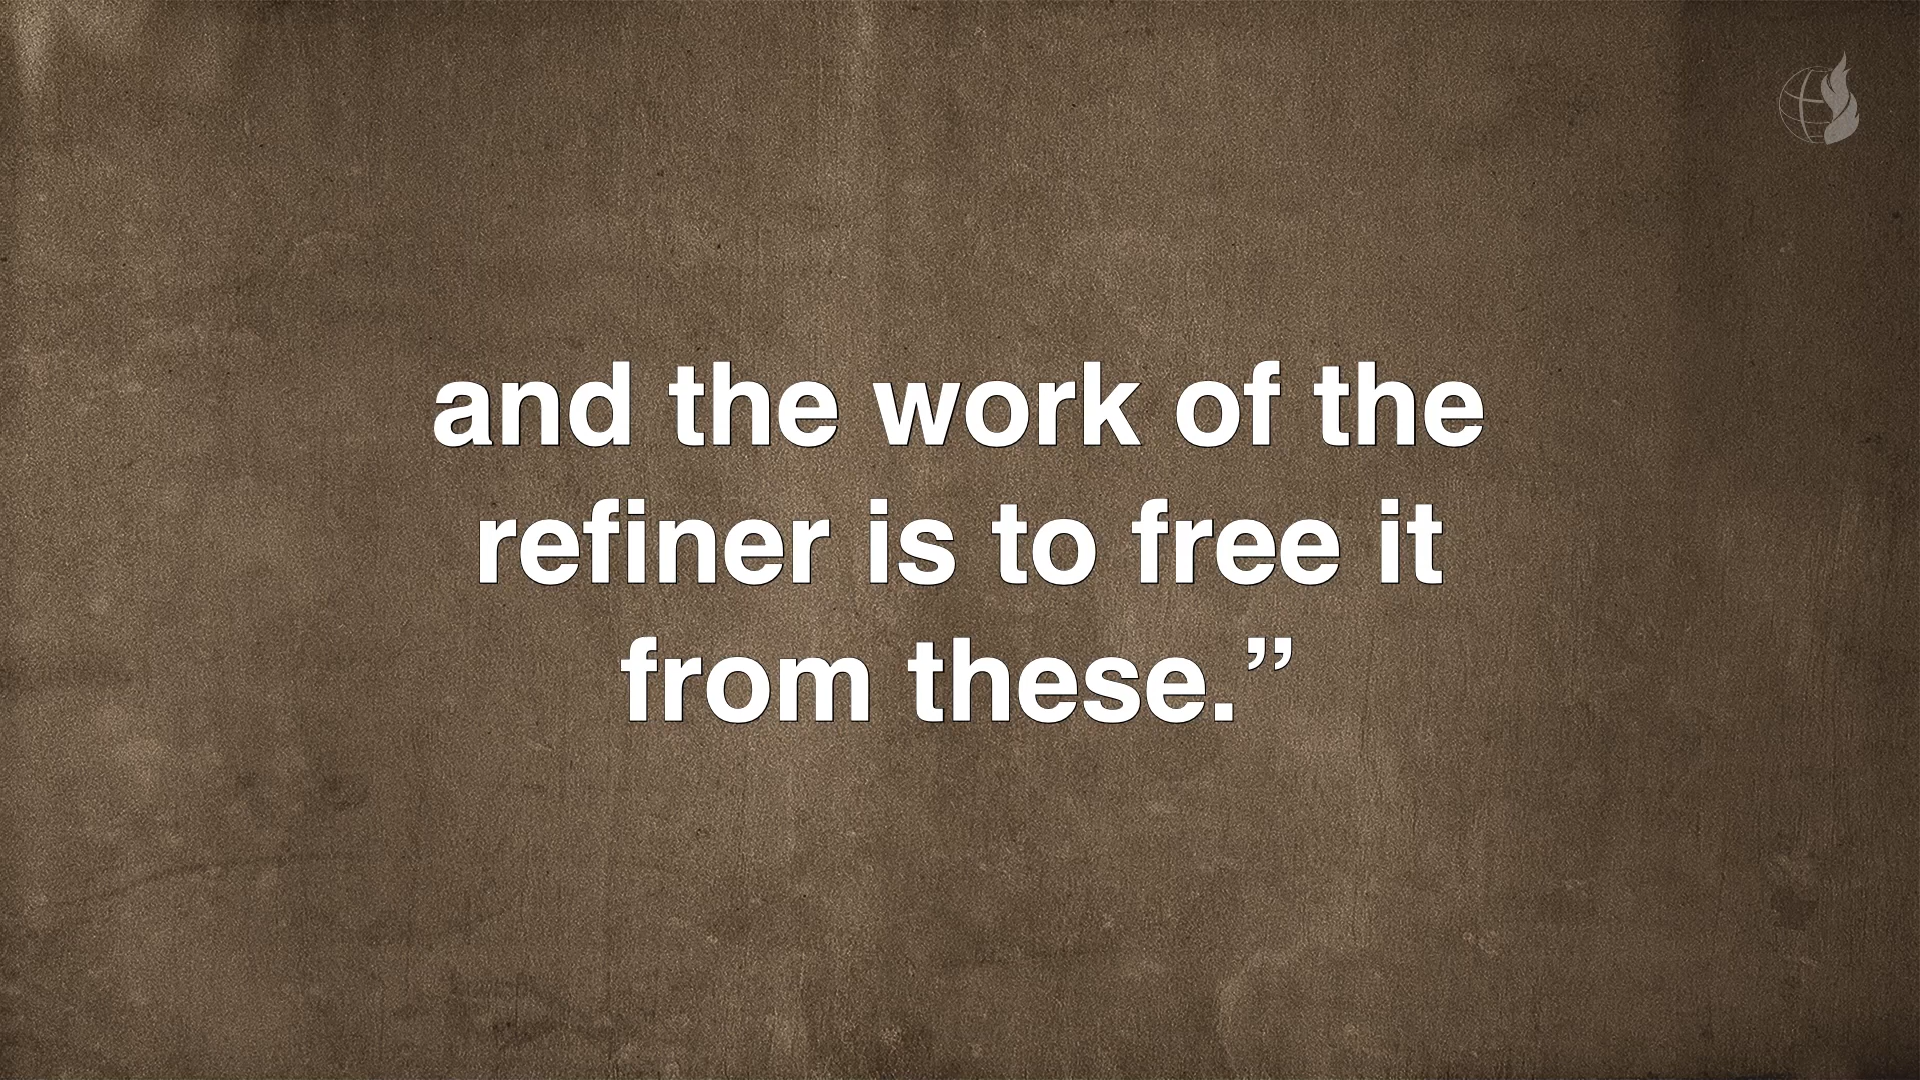 and the work of the
refiner is to free it
from these.”